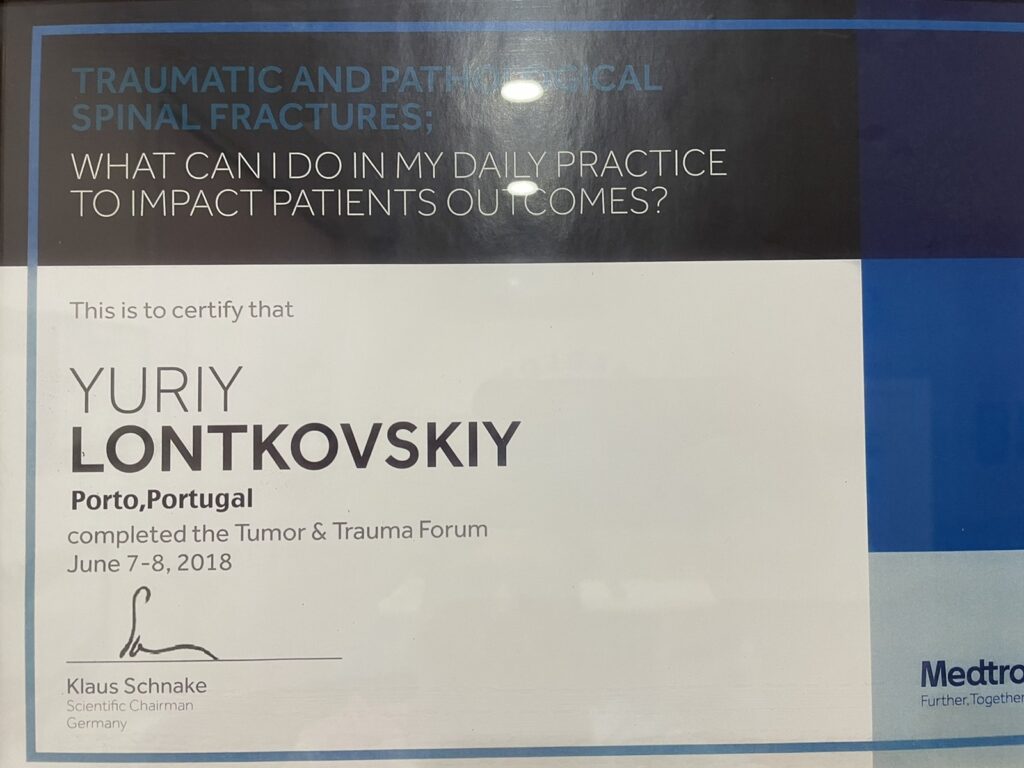 TRAUMATIC AND PATHOLOGICAL
SPINAL FRACTURES;
WHAT CAN I DO IN MY DAILY PRACTICE
TO IMPACT PATIENTS OUTCOMES?
This is to certify that
YURIY
LONTKOVSKIY
Porto,Portugal
completed the Tumor & Trauma Forum
June 7-8, 2018
Klaus Schnake
Scientific Chairman
Germany
Medtro
Further, Together